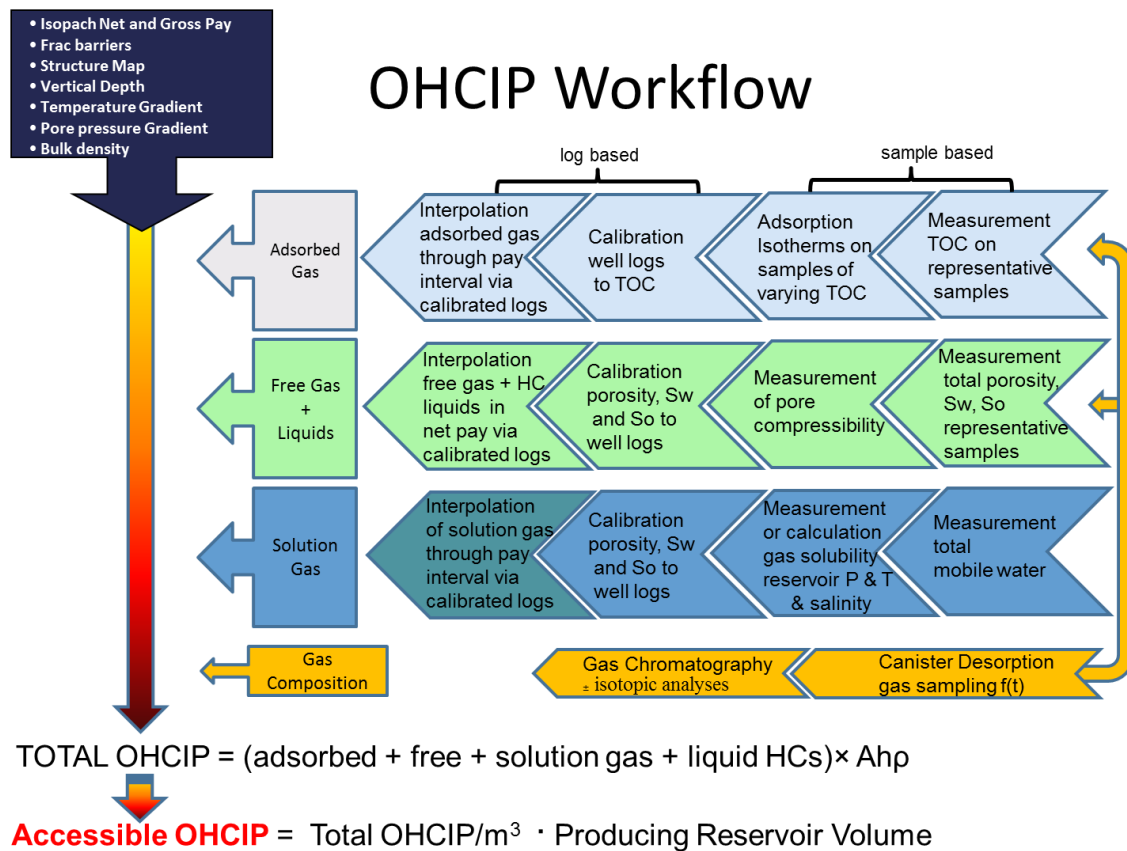 • Isopach Net and Gross Pay
• Frac barriers
• Structure Map
• Vertical Depth
• Temperature Gradient
• Pore pressure Gradient
• Bulk density
OHCIP Workflow
log based
sample based
Adsorbed
Gas
Interpolation
adsorbed gas
through pay
interval via
calibrated logs
Calibration
well logs
to TOC
Adsorption
Isotherms on
samples of
varying TOC
Measurement
TOC on
representative
samples
Free Gas
+
Liquids
Interpolation
free gas + HC
liquids in
net pay via
calibrated logs
Calibration
porosity, Sw
and So to
well logs
Measurement
of pore
compressibility
Measurement
total porosity,
Sw, So
representative
samples
Solution
Gas
Interpolation
of solution gas
through pay
interval via
calibrated logs
Calibration
porosity, Sw
and So to
well logs
Measurement
or calculation
gas solubility
reservoir P & T
& salinity
Measurement
total
mobile water
Gas
Composition
Gas Chromatography
± isotopic analyses
Canister Desorption
gas sampling f(t)
TOTAL OHCIP = (adsorbed + free + solution gas + liquid HCs)× Ahρ
Accessible OHCIP = Total OHCIP/m³ · Producing Reservoir Volume